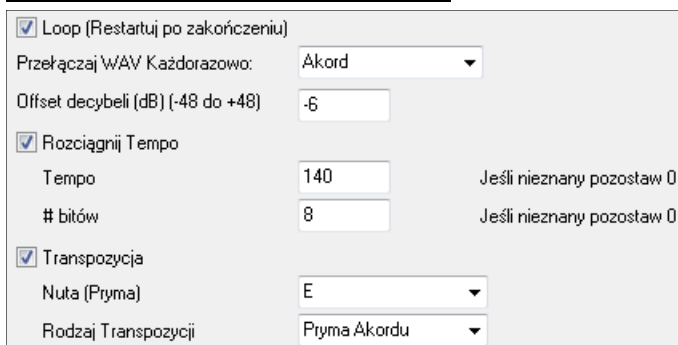 Loop (Restartuj po zakończeniu)
Przełączaj WAV Każdorazowo: Akord
Offset decybeli (dB) (-48 do +48) -6
Rozciągnij Tempo
Tempo 140 Jeśli nieznany pozostaw 0
# bitów 8 Jeśli nieznany pozostaw 0
Transpozycja
Nuta (Pryma) E
Rodzaj Transpozycji Pryma Akordu